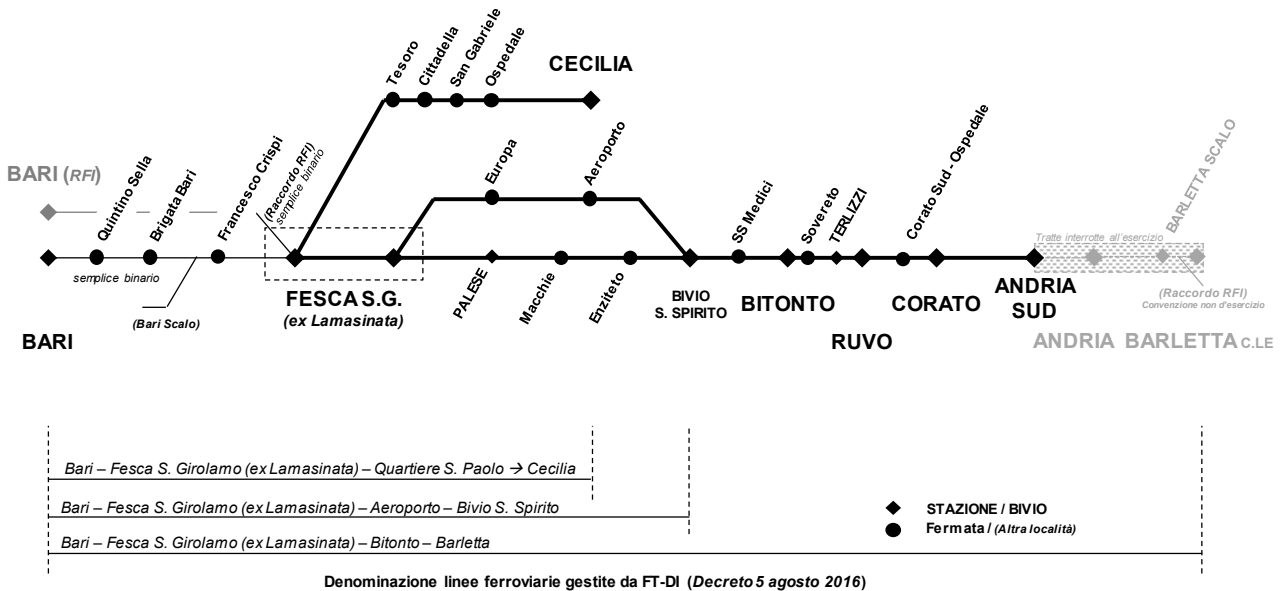 Tesoro
Cittadella
San Gabriele
Ospedale
CECILIA
BARI (RFI)
Quintino Sella
Brigata Bari
Francesco Crispi
(Raccordo RFI)
semplice binario
Europa
Aeroporto
SS Medici
Sovereto
TERLIZZI
Corato Sud - Ospedale
BARLETTA SCALO
Tratte interrotte all'esercizio
semplice binario
(Bari Scalo)
BARI
FESCA S.G.
(ex Lamasinata)
PALESE
Macchie
Enziteto
BIVIO
S. SPIRITO
BITONTO
RUVO
CORATO
ANDRIA
SUD
(Raccordo RFI)
Convenzione non d'esercizio
ANDRIA BARLETTA C.LE
Bari – Fesca S. Girolamo (ex Lamasinata) – Quartiere S. Paolo → Cecilia
Bari – Fesca S. Girolamo (ex Lamasinata) – Aeroporto – Bivio S. Spirito
Bari – Fesca S. Girolamo (ex Lamasinata) – Bitonto – Barletta
STAZIONE / BIVIO
Fermata / (Altra località)
Denominazione linee ferroviarie gestite da FT-DI (Decreto 5 agosto 2016)